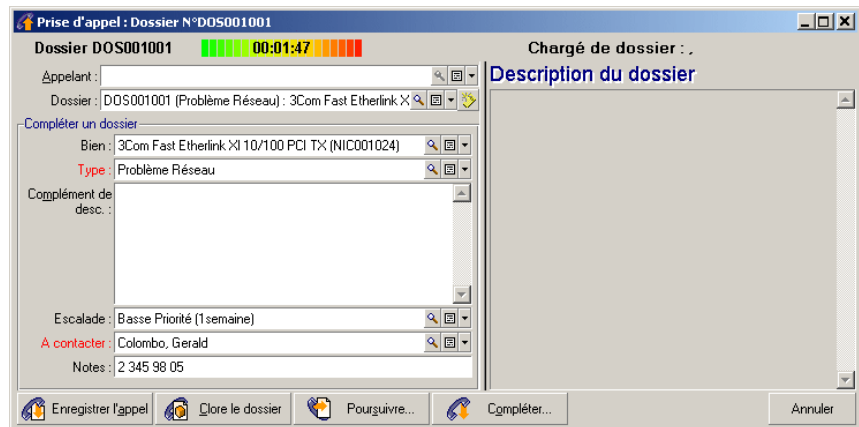 Prise d'appel : Dossier N°DOS001001
Dossier DOS001001 00:01:47 Chargé de dossier : ,
Appelant :
Description du dossier
Dossier : DOS001001 (Problème Réseau) : 3Com Fast Etherlink X
Compléter un dossier
Bien : 3Com Fast Etherlink XI 10/100 PCI TX (NIC001024)
Type : Problème Réseau
Complément de
desc. :
Escalade : Basse Priorité (1semaine)
A contacter : Colombo, Gerald
Notes : 2 345 98 05
Enregistrer l'appel Clore le dossier Poursuivre... Compléter... Annuler